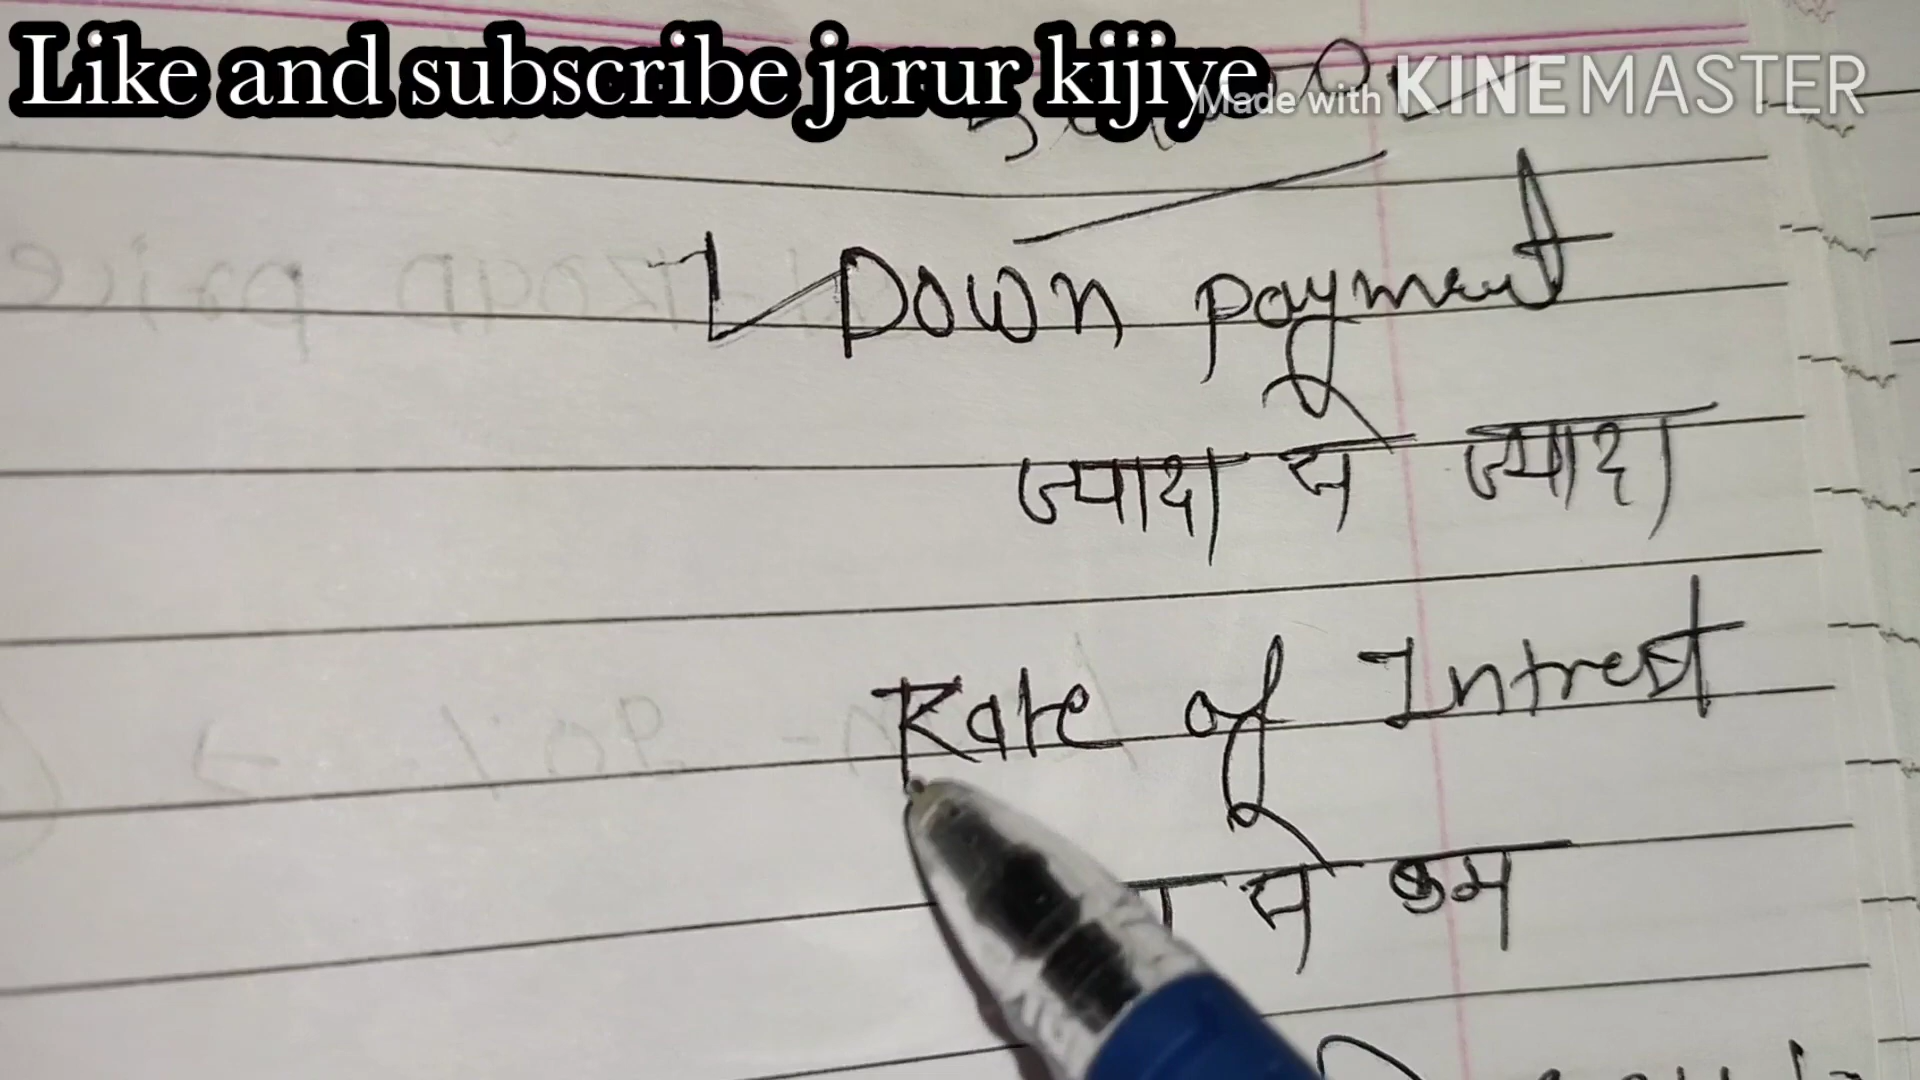 Like and subscribe jarur kijiye
Made with KINEMASTER
Down payment
ज्यादा से ज्यादा
Rate of Intrest
से कम